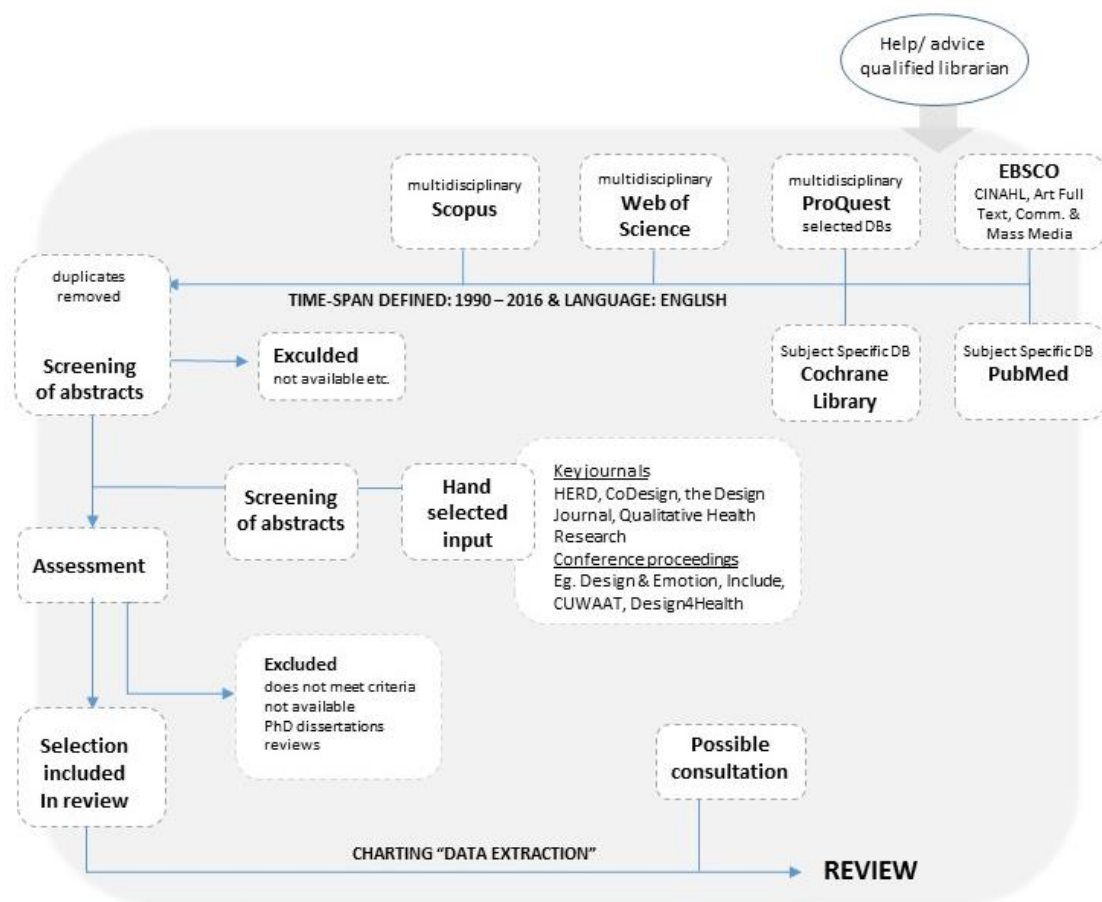 Help/ advice
qualified librarian
multidisciplinary
Scopus
multidisciplinary
Web of
Science
multidisciplinary
ProQuest
selected DBs
EBSCO
CINAHL, Art Full
Text, Comm. &
Mass Media
duplicates
removed
Screening
of abstracts
TIME-SPAN DEFINED: 1990 – 2016 & LANGUAGE: ENGLISH
Exculded
not available etc.
Subject Specific DB
Cochrane
Library
Subject Specific DB
PubMed
Screening
of abstracts
Hand
selected
input
Key journals
HERD, CoDesign, the Design
Journal, Qualitative Health
Research
Conference proceedings
Eg. Design & Emotion, Include,
CUWAAT, Design4Health
Assessment
Excluded
does not meet criteria
not available
PhD dissertations
reviews
Selection
included
In review
Possible
consultation
CHARTING “DATA EXTRACTION”
REVIEW